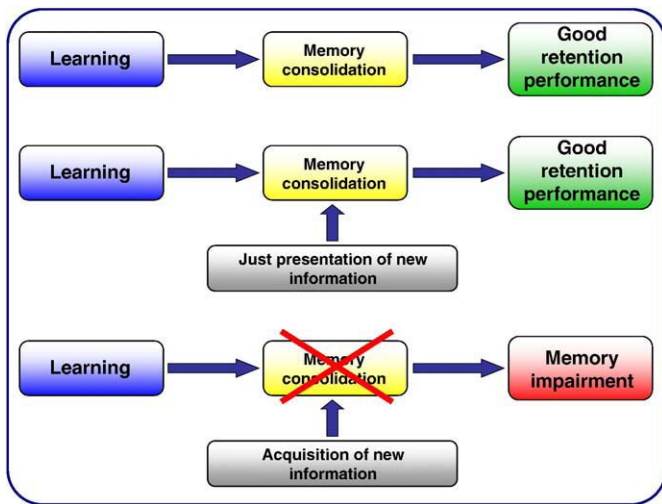 Learning
Memory
consolidation
Good
retention
performance
Learning
Memory
consolidation
Good
retention
performance
Just presentation of new
information
Learning
Memory
consolidation
Memory
impairment
Acquisition of new
information